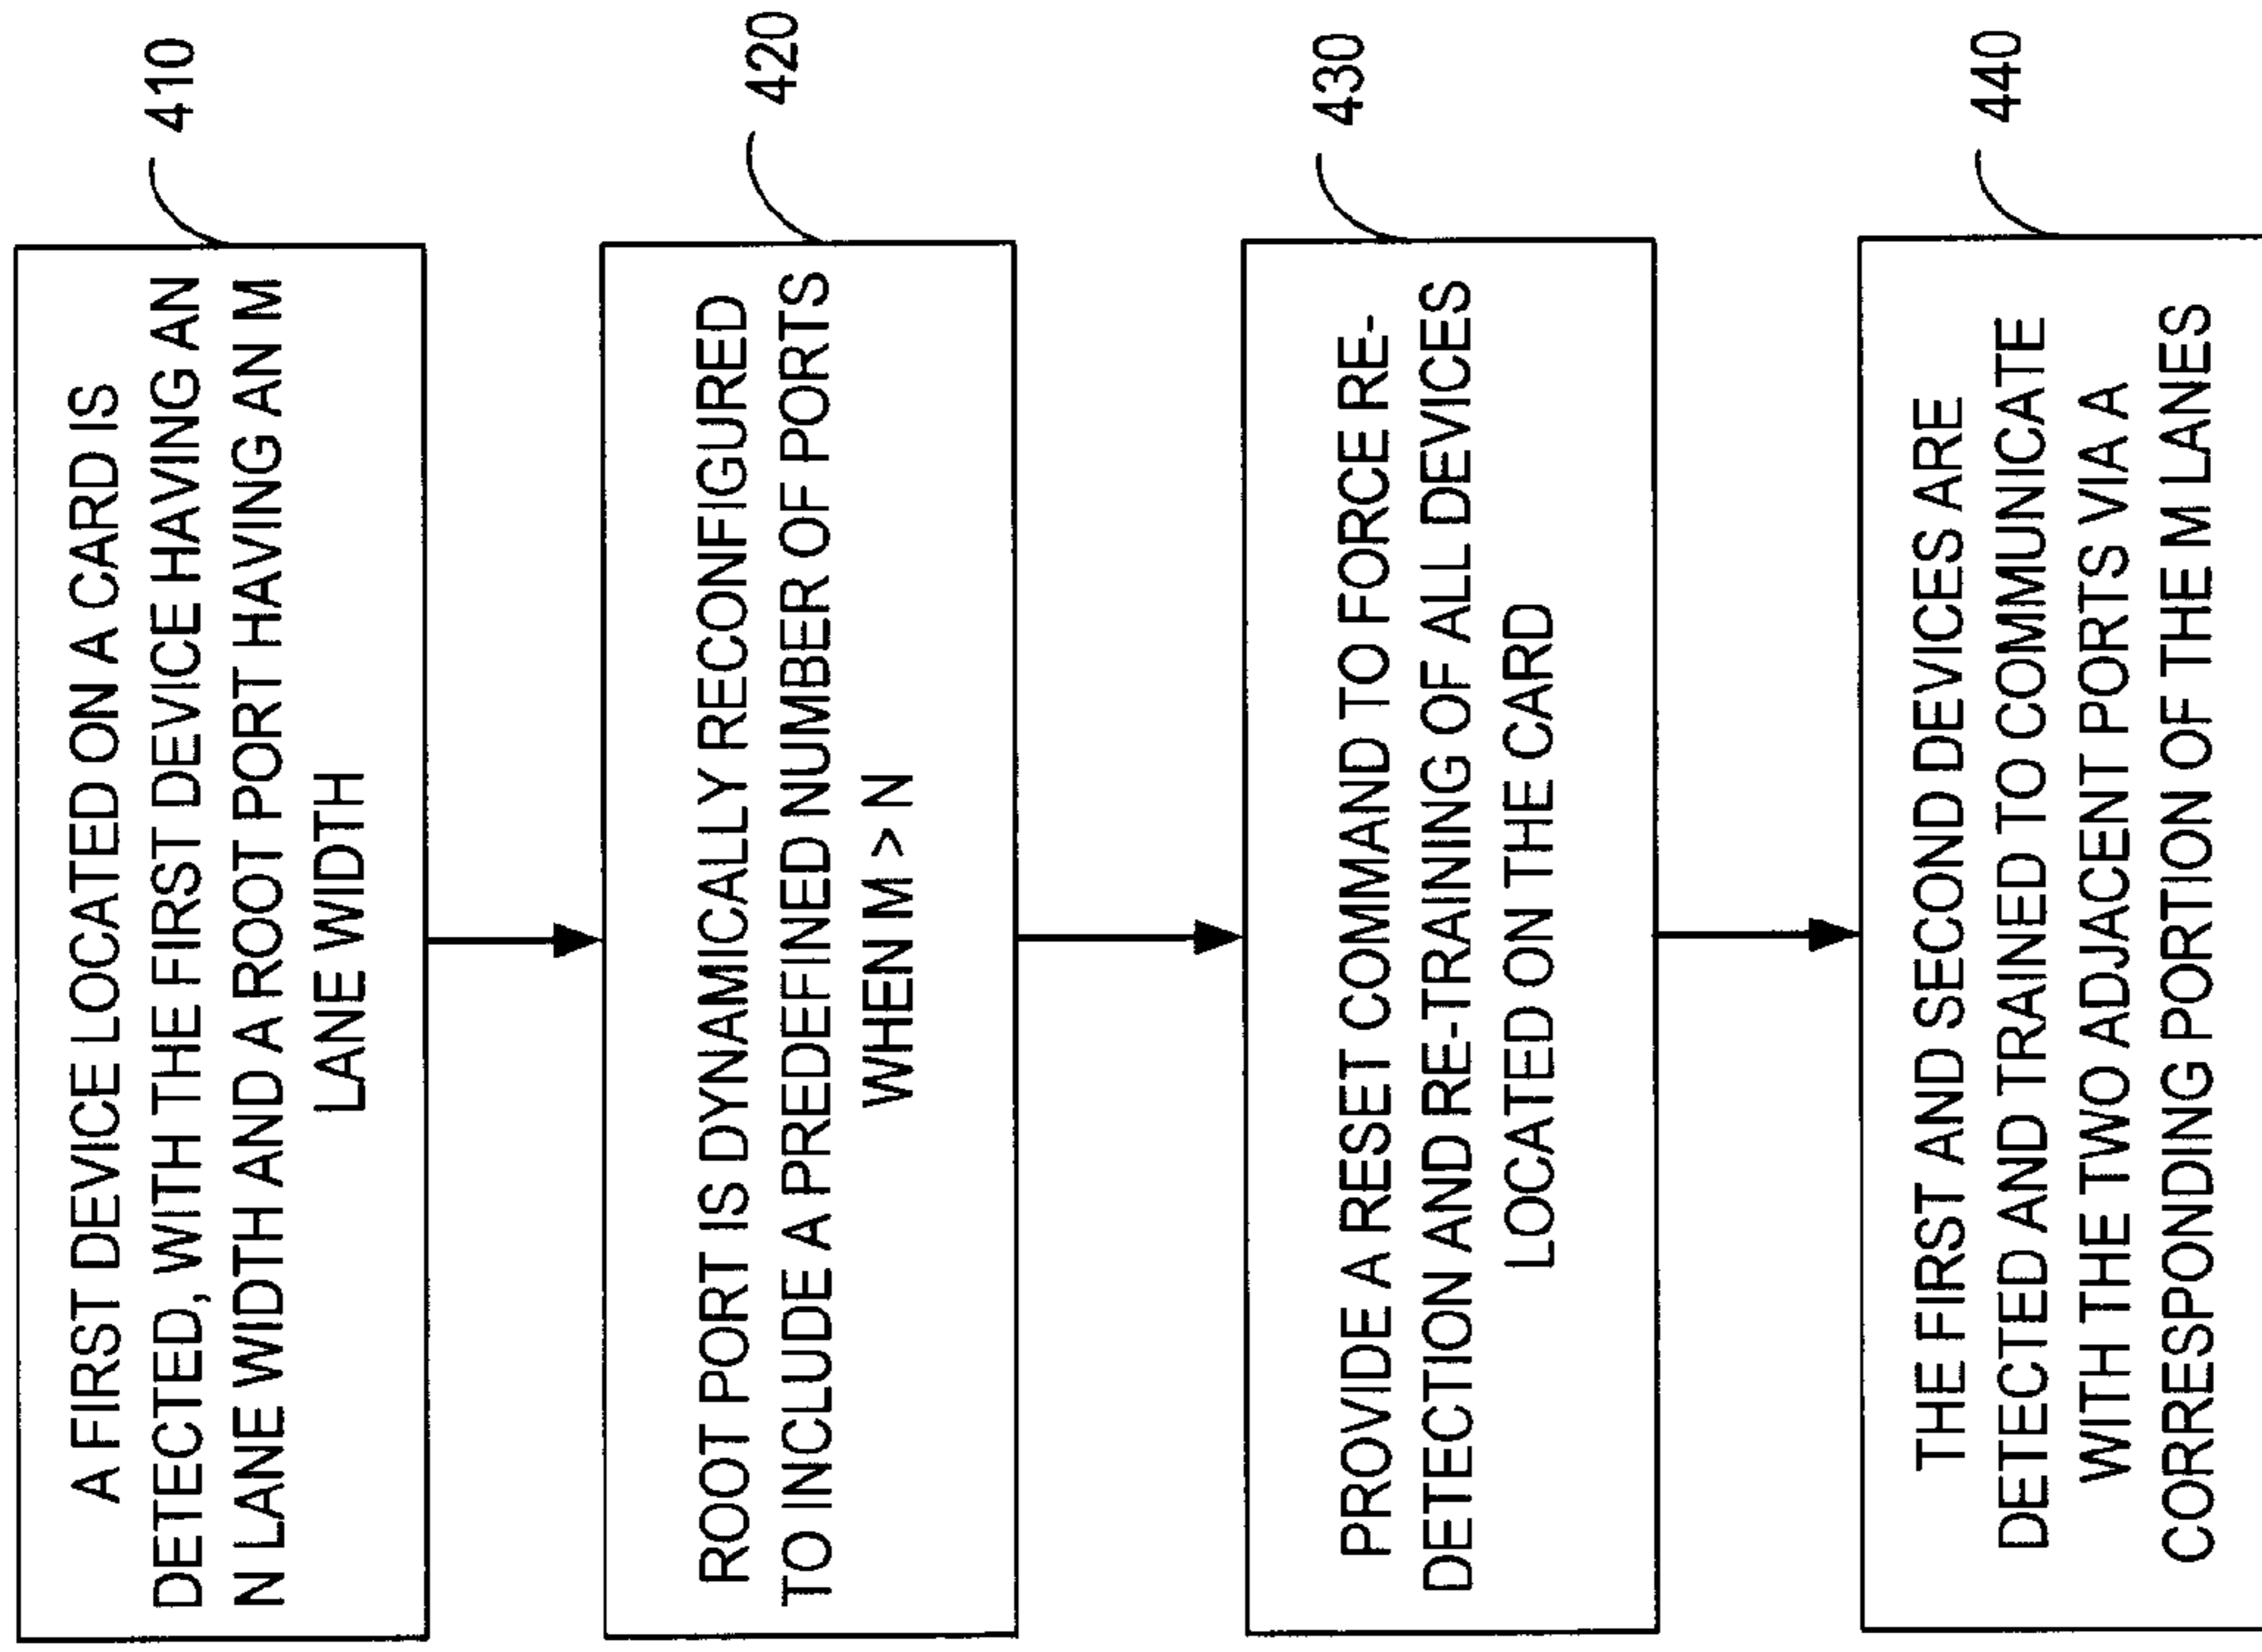 A FIRST DEVICE LOCATED ON A CARD IS
DETECTED, WITH THE FIRST DEVICE HAVING AN
N LANE WIDTH AND A ROOT PORT HAVING AN M
LANE WIDTH
410
ROOT PORT IS DYNAMICALLY RECONFIGURED
TO INCLUDE A PREDEFINED NUMBER OF PORTS
WHEN M > N
420
PROVIDE A RESET COMMAND TO FORCE RE-
DETECTION AND RE-TRAINING OF ALL DEVICES
LOCATED ON THE CARD
430
THE FIRST AND SECOND DEVICES ARE
DETECTED AND TRAINED TO COMMUNICATE
WITH THE TWO ADJACENT PORTS VIA A
CORRESPONDING PORTION OF THE M LANES
440